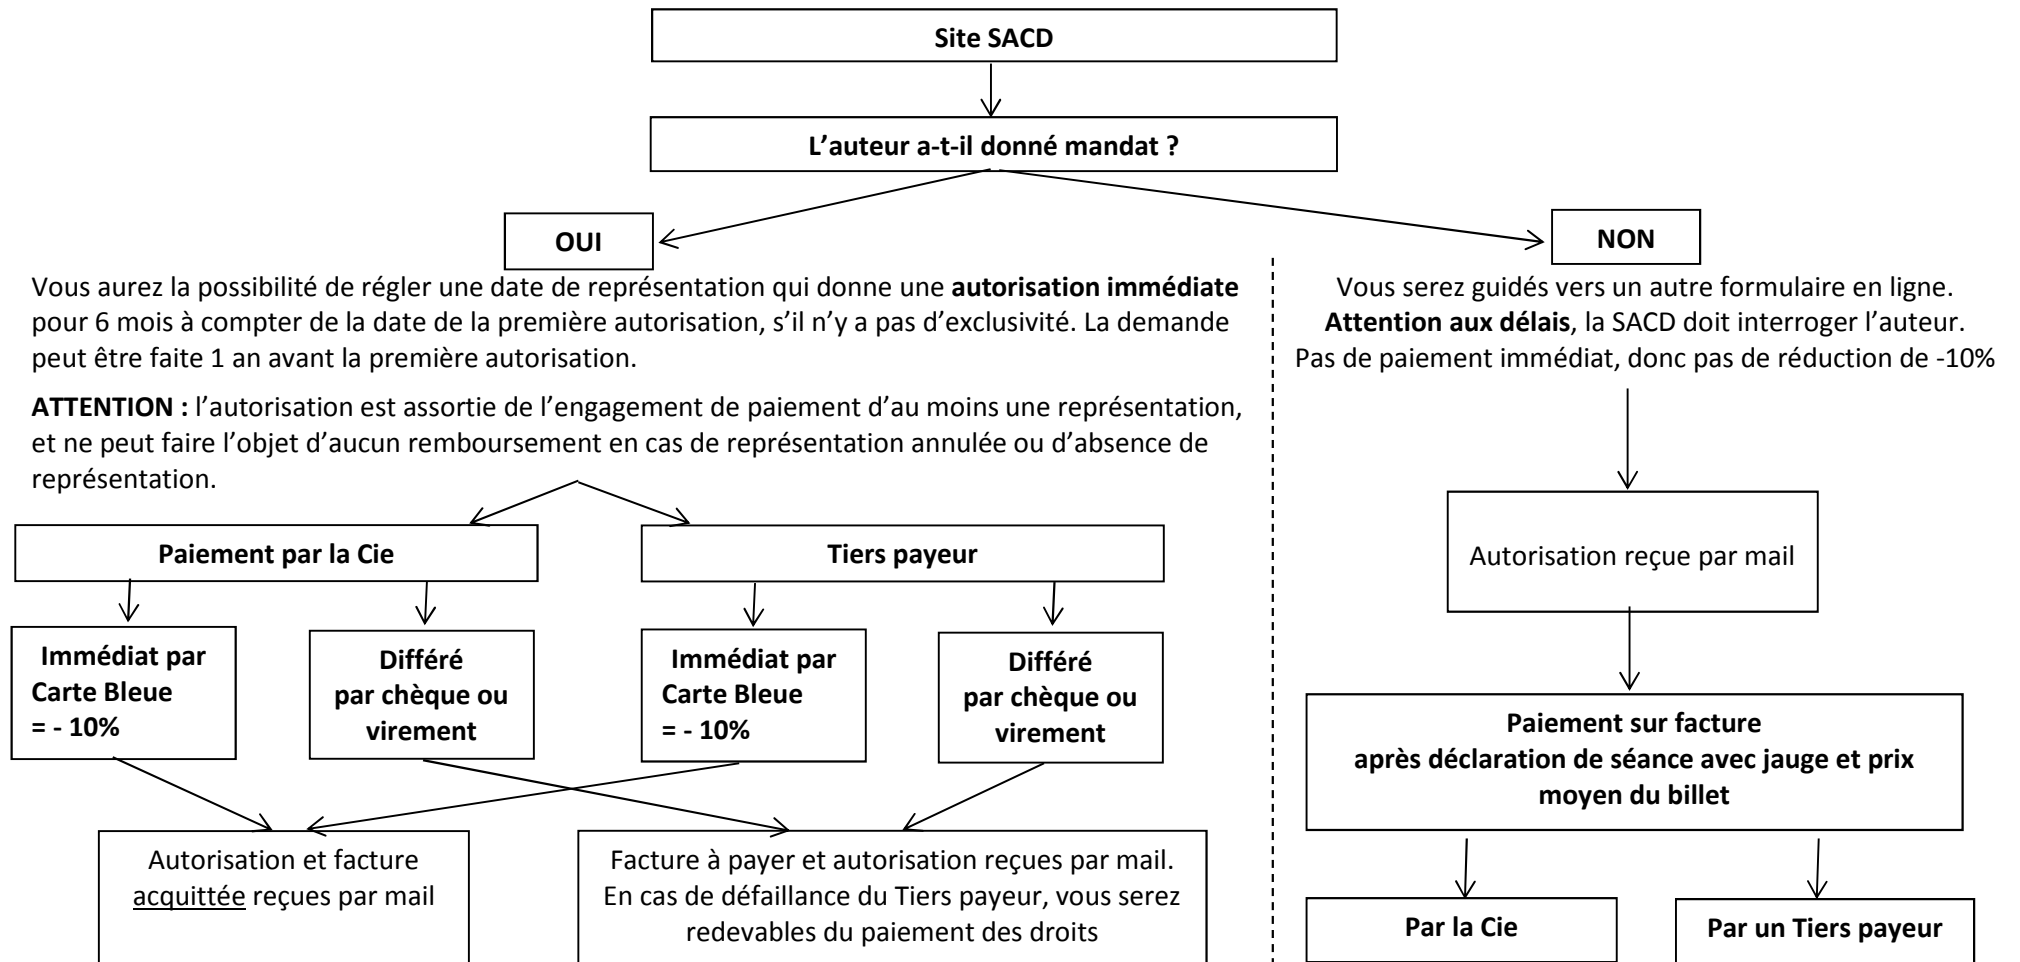 Site SACD
L’auteur a-t-il donné mandat ?
OUI
Vous aurez la possibilité de régler une date de représentation qui donne une autorisation immédiate
pour 6 mois à compter de la date de la première autorisation, s’il n’y a pas d’exclusivité. La demande
peut être faite 1 an avant la première autorisation.
ATTENTION : l’autorisation est assortie de l’engagement de paiement d’au moins une représentation,
et ne peut faire l’objet d’aucun remboursement en cas de représentation annulée ou d’absence de
représentation.
Paiement par la Cie
Tiers payeur
Immédiat par
Carte Bleue
= - 10%
Différé
par chèque ou
virement
Immédiat par
Carte Bleue
= - 10%
Différé
par chèque ou
virement
Autorisation et facture
acquittée reçues par mail
Facture à payer et autorisation reçues par mail.
En cas de défaillance du Tiers payeur, vous serez
redevables du paiement des droits
NON
Vous serez guidés vers un autre formulaire en ligne.
Attention aux délais, la SACD doit interroger l’auteur.
Pas de paiement immédiat, donc pas de réduction de -10%
Autorisation reçue par mail
Paiement sur facture
après déclaration de séance avec jauge et prix
moyen du billet
Par la Cie
Par un Tiers payeur